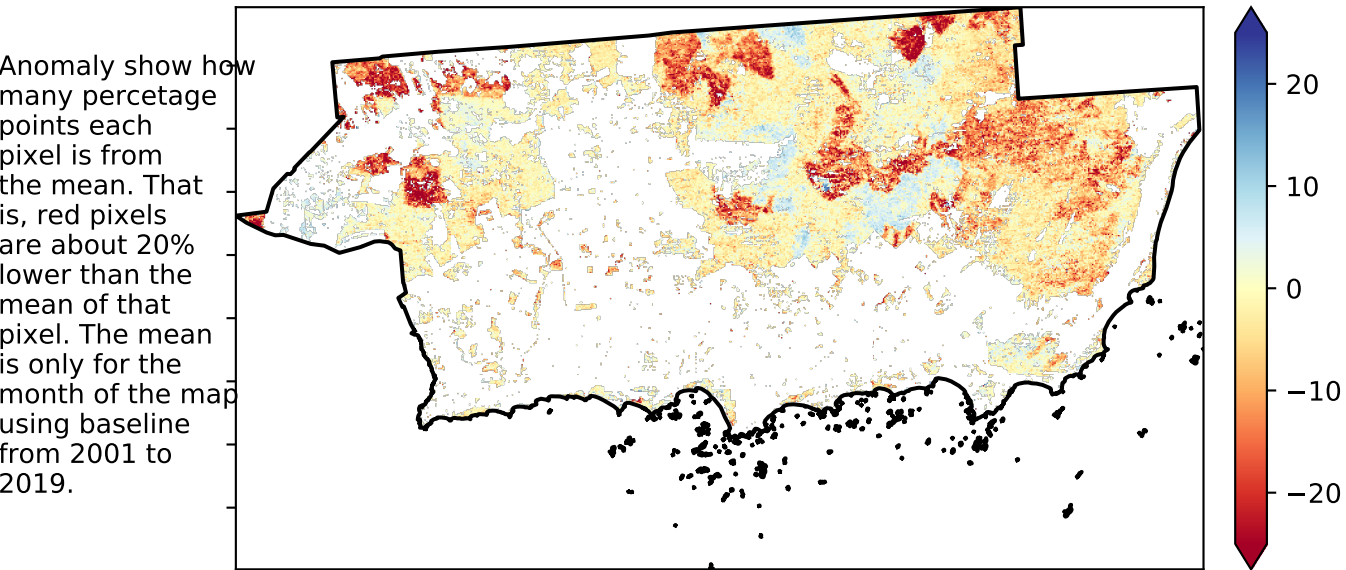 Anomaly show how
many percetage
points each
pixel is from
the mean. That
is, red pixels
are about 20%
lower than the
mean of that
pixel. The mean
is only for the
month of the map
using baseline
from 2001 to
2019.
20
10
0
−10
−20